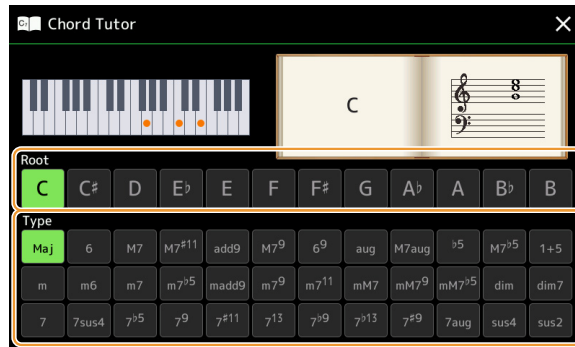 C7 Chord Tutor ×
C
Root
C C♯ D E♭ E F F♯ G A♭ A B♭ B
Type
Maj 6 M7 M7♯11 add9 M7⁹ 6⁹ aug M7aug ♭5 M7♭5 1+5
m m6 m7 m7♭5 madd9 m7⁹ m7¹¹ mM7 mM7⁹ mM7♭5 dim dim7
7 7sus4 7♭5 7⁹ 7♯11 7¹³ 7♭9 7♭13 7♯9 7aug sus4 sus2